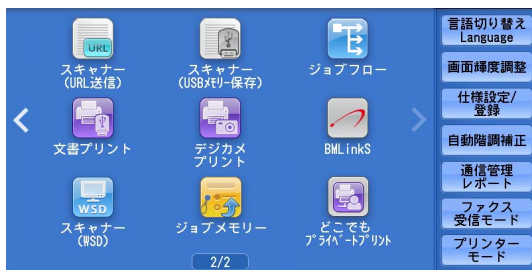 URL
スキャナー
(URL送信)
スキャナー
(USBﾒﾓﾘｰ保存)
ジョブフロー
文書プリント
デジカメ
プリント
BMLinkS
WSD
スキャナー
(WSD)
ジョブメモリー
どこでも
ﾌﾟﾗｲﾍﾞｰﾄﾌﾟﾘﾝﾄ
2/2
言語切り替え
Language
画面輝度調整
仕様設定/
登録
自動階調補正
通信管理
レポート
ファクス
受信モード
プリンター
モード